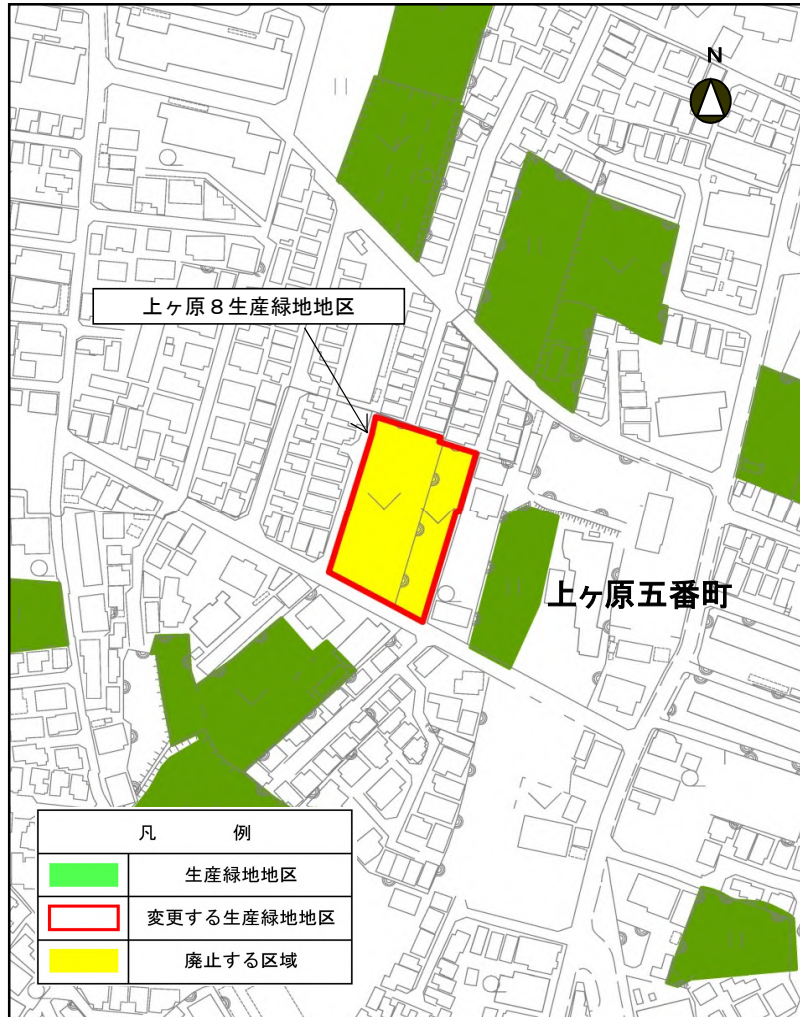 N
上ヶ原８生産緑地地区
上ヶ原五番町
凡　例
生産緑地地区
変更する生産緑地地区
廃止する区域